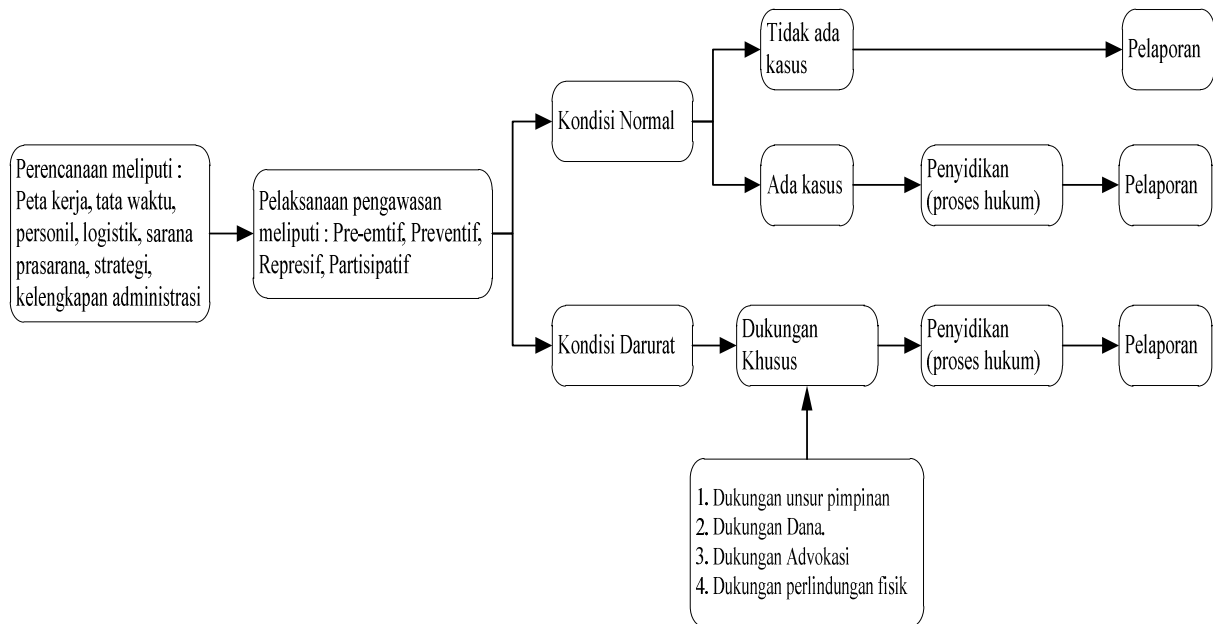 Perencanaan meliputi :
Peta kerja, tata waktu,
personil, logistik, sarana
prasarana, strategi,
kelengkapan administrasi
Pelaksanaan pengawasan
meliputi : Pre-emtif, Preventif,
Represif, Partisipatif
Kondisi Normal
Tidak ada
kasus
Pelaporan
Ada kasus
Penyidikan
(proses hukum)
Pelaporan
Kondisi Darurat
Dukungan
Khusus
Penyidikan
(proses hukum)
Pelaporan
1. Dukungan unsur pimpinan
2. Dukungan Dana.
3. Dukungan Advokasi
4. Dukungan perlindungan fisik